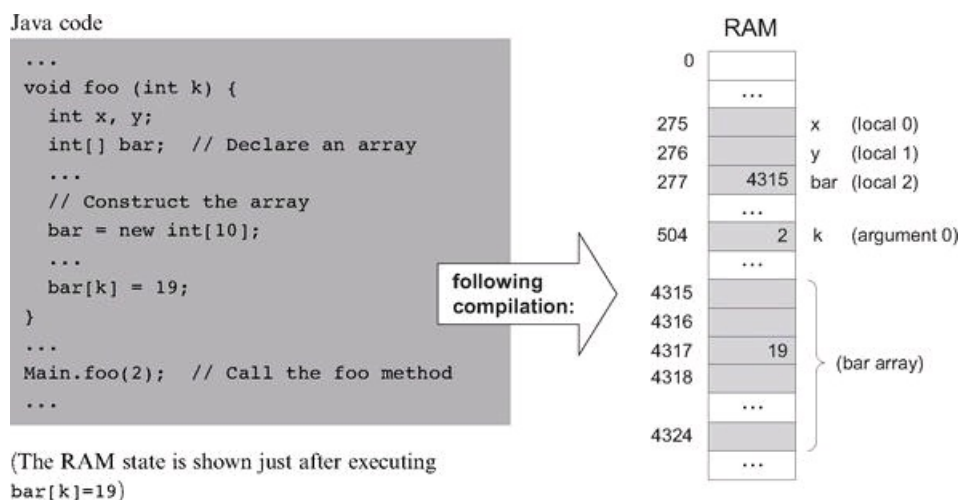 Java code
...
void foo (int k) {
int x, y;
int[] bar;  // Declare an array
...
// Construct the array
bar = new int[10];
...
bar[k] = 19;
}
...
Main.foo(2);  // Call the foo method
...
(The RAM state is shown just after executing
bar[k]=19)
following
compilation:
RAM
0
...
275 x (local 0)
276 y (local 1)
277 4315 bar (local 2)
...
504 2 k (argument 0)
...
4315
4316
4317 19
(bar array)
4318
...
4324
...